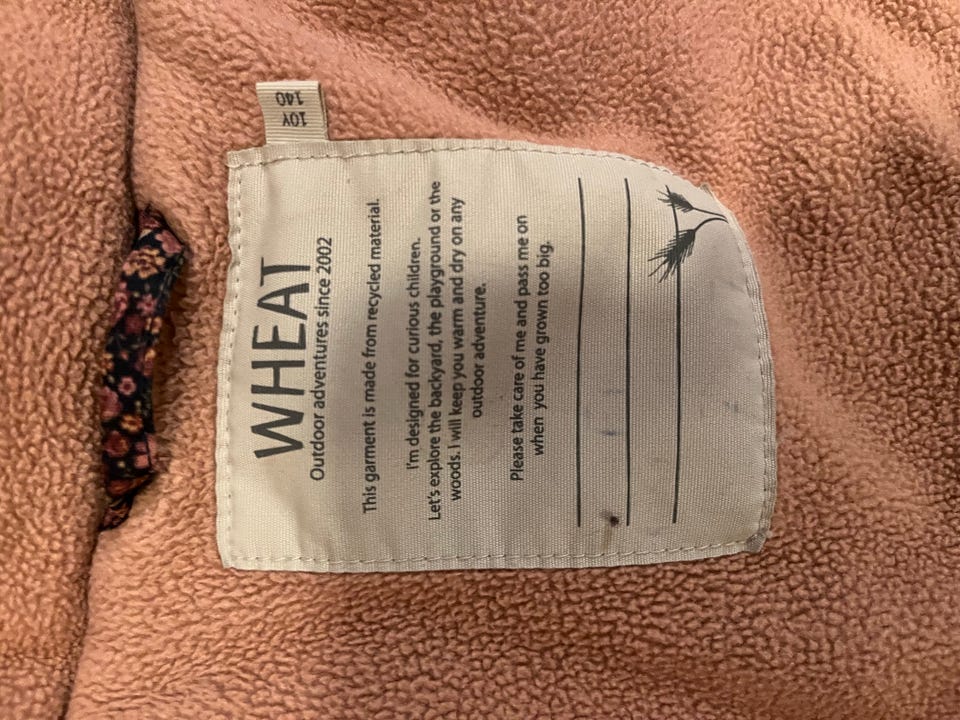 WHEAT
Outdoor adventures since 2002
This garment is made from recycled material.
I'm designed for curious children.
Let's explore the backyard, the playground or the
woods. I will keep you warm and dry on any
outdoor adventure.
Please take care of me and pass me on
when you have grown too big.
10Y
140